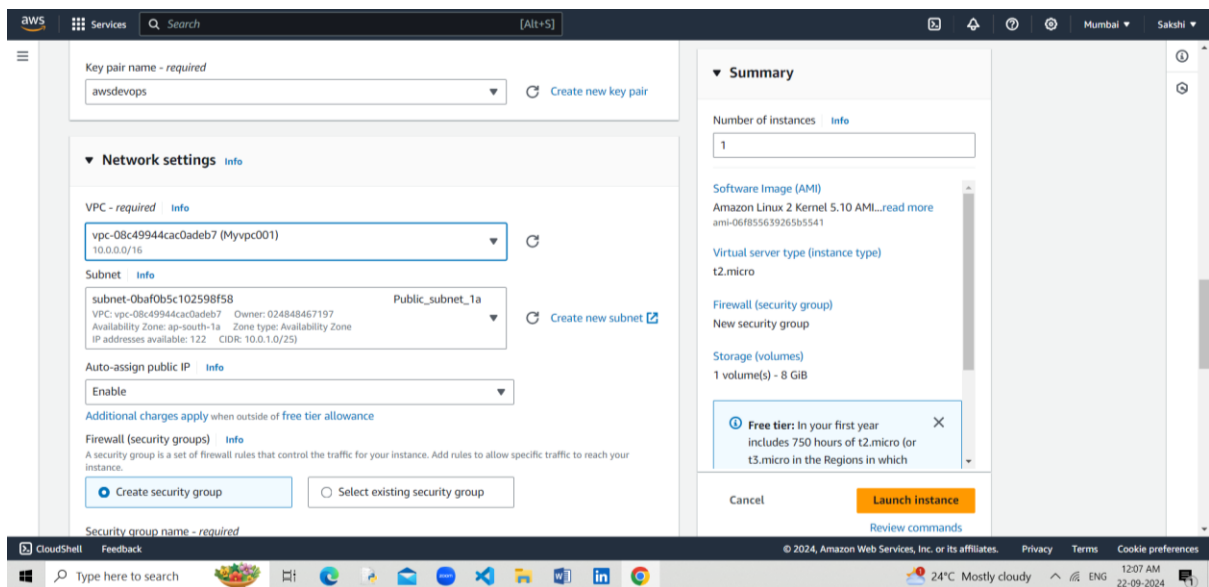 aws
Services
Search
[Alt+S]
Mumbai
Sakshi
Key pair name - required
awsdevops
Create new key pair
Network settings Info
VPC - required Info
vpc-08c49944cac0adeb7 (Myvpc001)
10.0.0.0/16
Subnet Info
subnet-0baf0b5c102598f58 Public_subnet_1a
VPC: vpc-08c49944cac0adeb7 Owner: 024848467197
Availability Zone: ap-south-1a Zone type: Availability Zone
IP addresses available: 122 CIDR: 10.0.1.0/25)
Create new subnet
Auto-assign public IP Info
Enable
Additional charges apply when outside of free tier allowance
Firewall (security groups) Info
A security group is a set of firewall rules that control the traffic for your instance. Add rules to allow specific traffic to reach your
instance.
Create security group
Select existing security group
Security group name - required
Summary
Number of instances Info
1
Software Image (AMI)
Amazon Linux 2 Kernel 5.10 AMI...read more
ami-06f855639265b5541
Virtual server type (instance type)
t2.micro
Firewall (security group)
New security group
Storage (volumes)
1 volume(s) - 8 GiB
Free tier: In your first year
includes 750 hours of t2.micro (or
t3.micro in the Regions in which
Cancel
Launch instance
Review commands
CloudShell
Feedback
© 2024, Amazon Web Services, Inc. or its affiliates.
Privacy
Terms
Cookie preferences
Type here to search
24°C Mostly cloudy
ENG
12:07 AM
22-09-2024